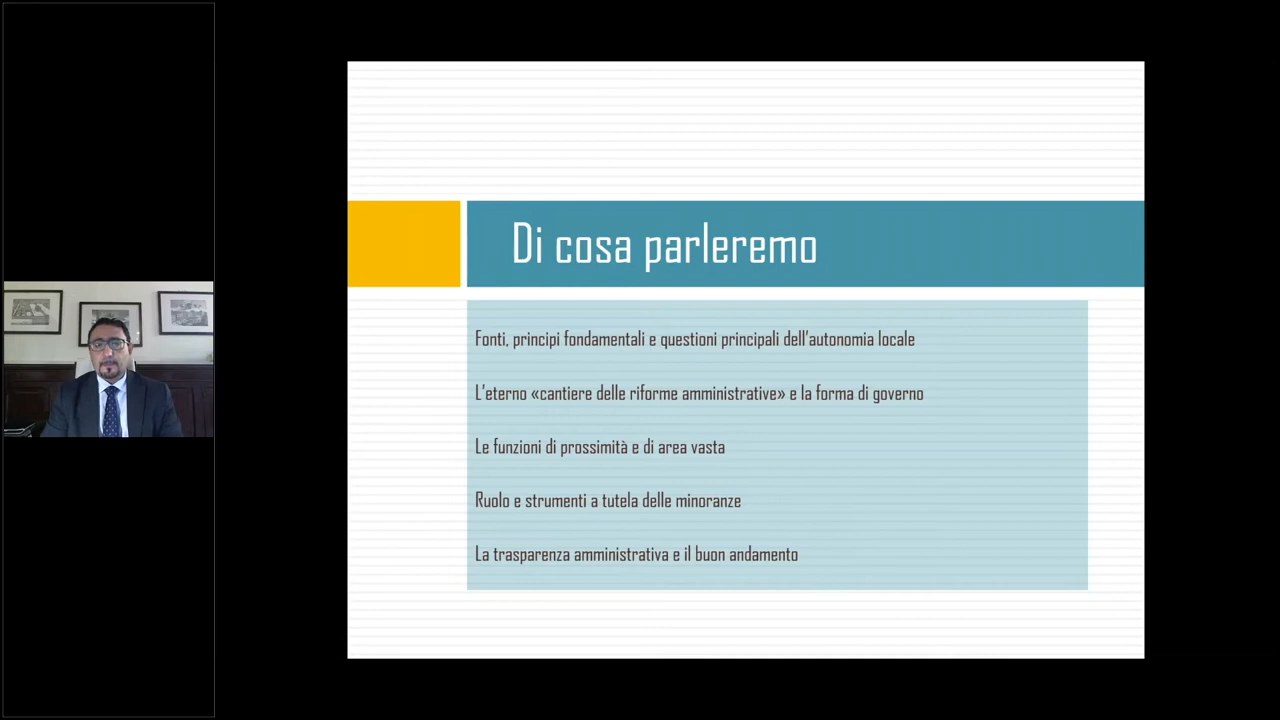 Di cosa parleremo
Fonti, principi fondamentali e questioni principali dell'autonomia locale
L'eterno «cantiere delle riforme amministrative» e la forma di governo
Le funzioni di prossimità e di area vasta
Ruolo e strumenti a tutela delle minoranze
La trasparenza amministrativa e il buon andamento